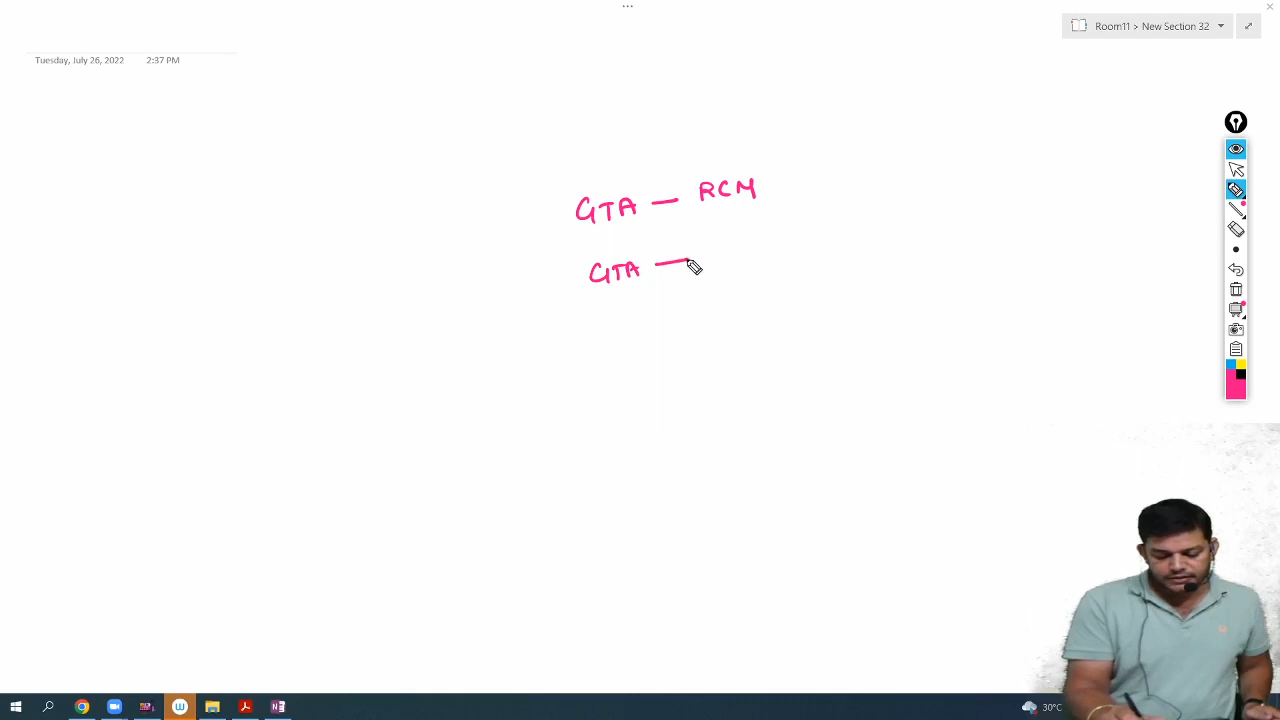 ...
Room11 > New Section 32
Tuesday, July 26, 2022 2:37 PM
GTA — RCM
GTA —
30°C